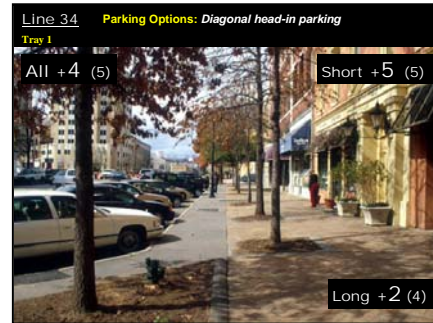 Line 34 Parking Options: Diagonal head-in parking
Tray 1
All +4 (5) Short +5 (5)
Long +2 (4)